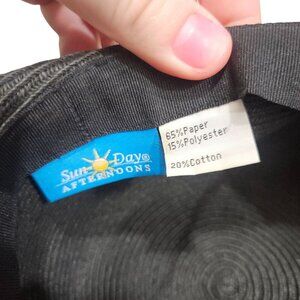 Sun Day®
AFTERNOONS
65%Paper
15%Polyester
20%Cotton